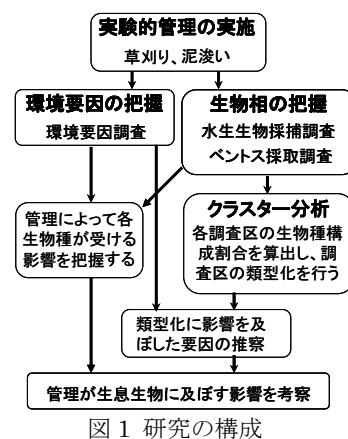 実験的管理の実施
草刈り、泥浚い
環境要因の把握
環境要因調査
生物相の把握
水生生物採捕調査
ベントス採取調査
管理によって各
生物種が受ける
影響を把握する
クラスター分析
各調査区の生物種構
成割合を算出し、調
査区の類型化を行う
類型化に影響を及
ぼした要因の推察
管理が生息生物に及ぼす影響を考察
図1 研究の構成